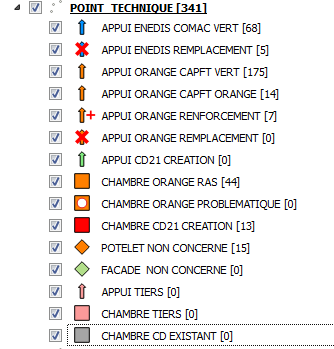 POINT_TECHNIQUE [341]
APPUI ENEDIS COMAC VERT [68]
APPUI ENEDIS REMPLACEMENT [5]
APPUI ORANGE CAPFT VERT [175]
APPUI ORANGE CAPFT ORANGE [14]
APPUI ORANGE RENFORCEMENT [7]
APPUI ORANGE REMPLACEMENT [0]
APPUI CD21 CREATION [0]
CHAMBRE ORANGE RAS [44]
CHAMBRE ORANGE PROBLEMATIQUE [0]
CHAMBRE CD21 CREATION [13]
POTELET NON CONCERNE [15]
FACADE  NON CONCERNE [0]
APPUI TIERS [0]
CHAMBRE TIERS [0]
CHAMBRE CD EXISTANT [0]